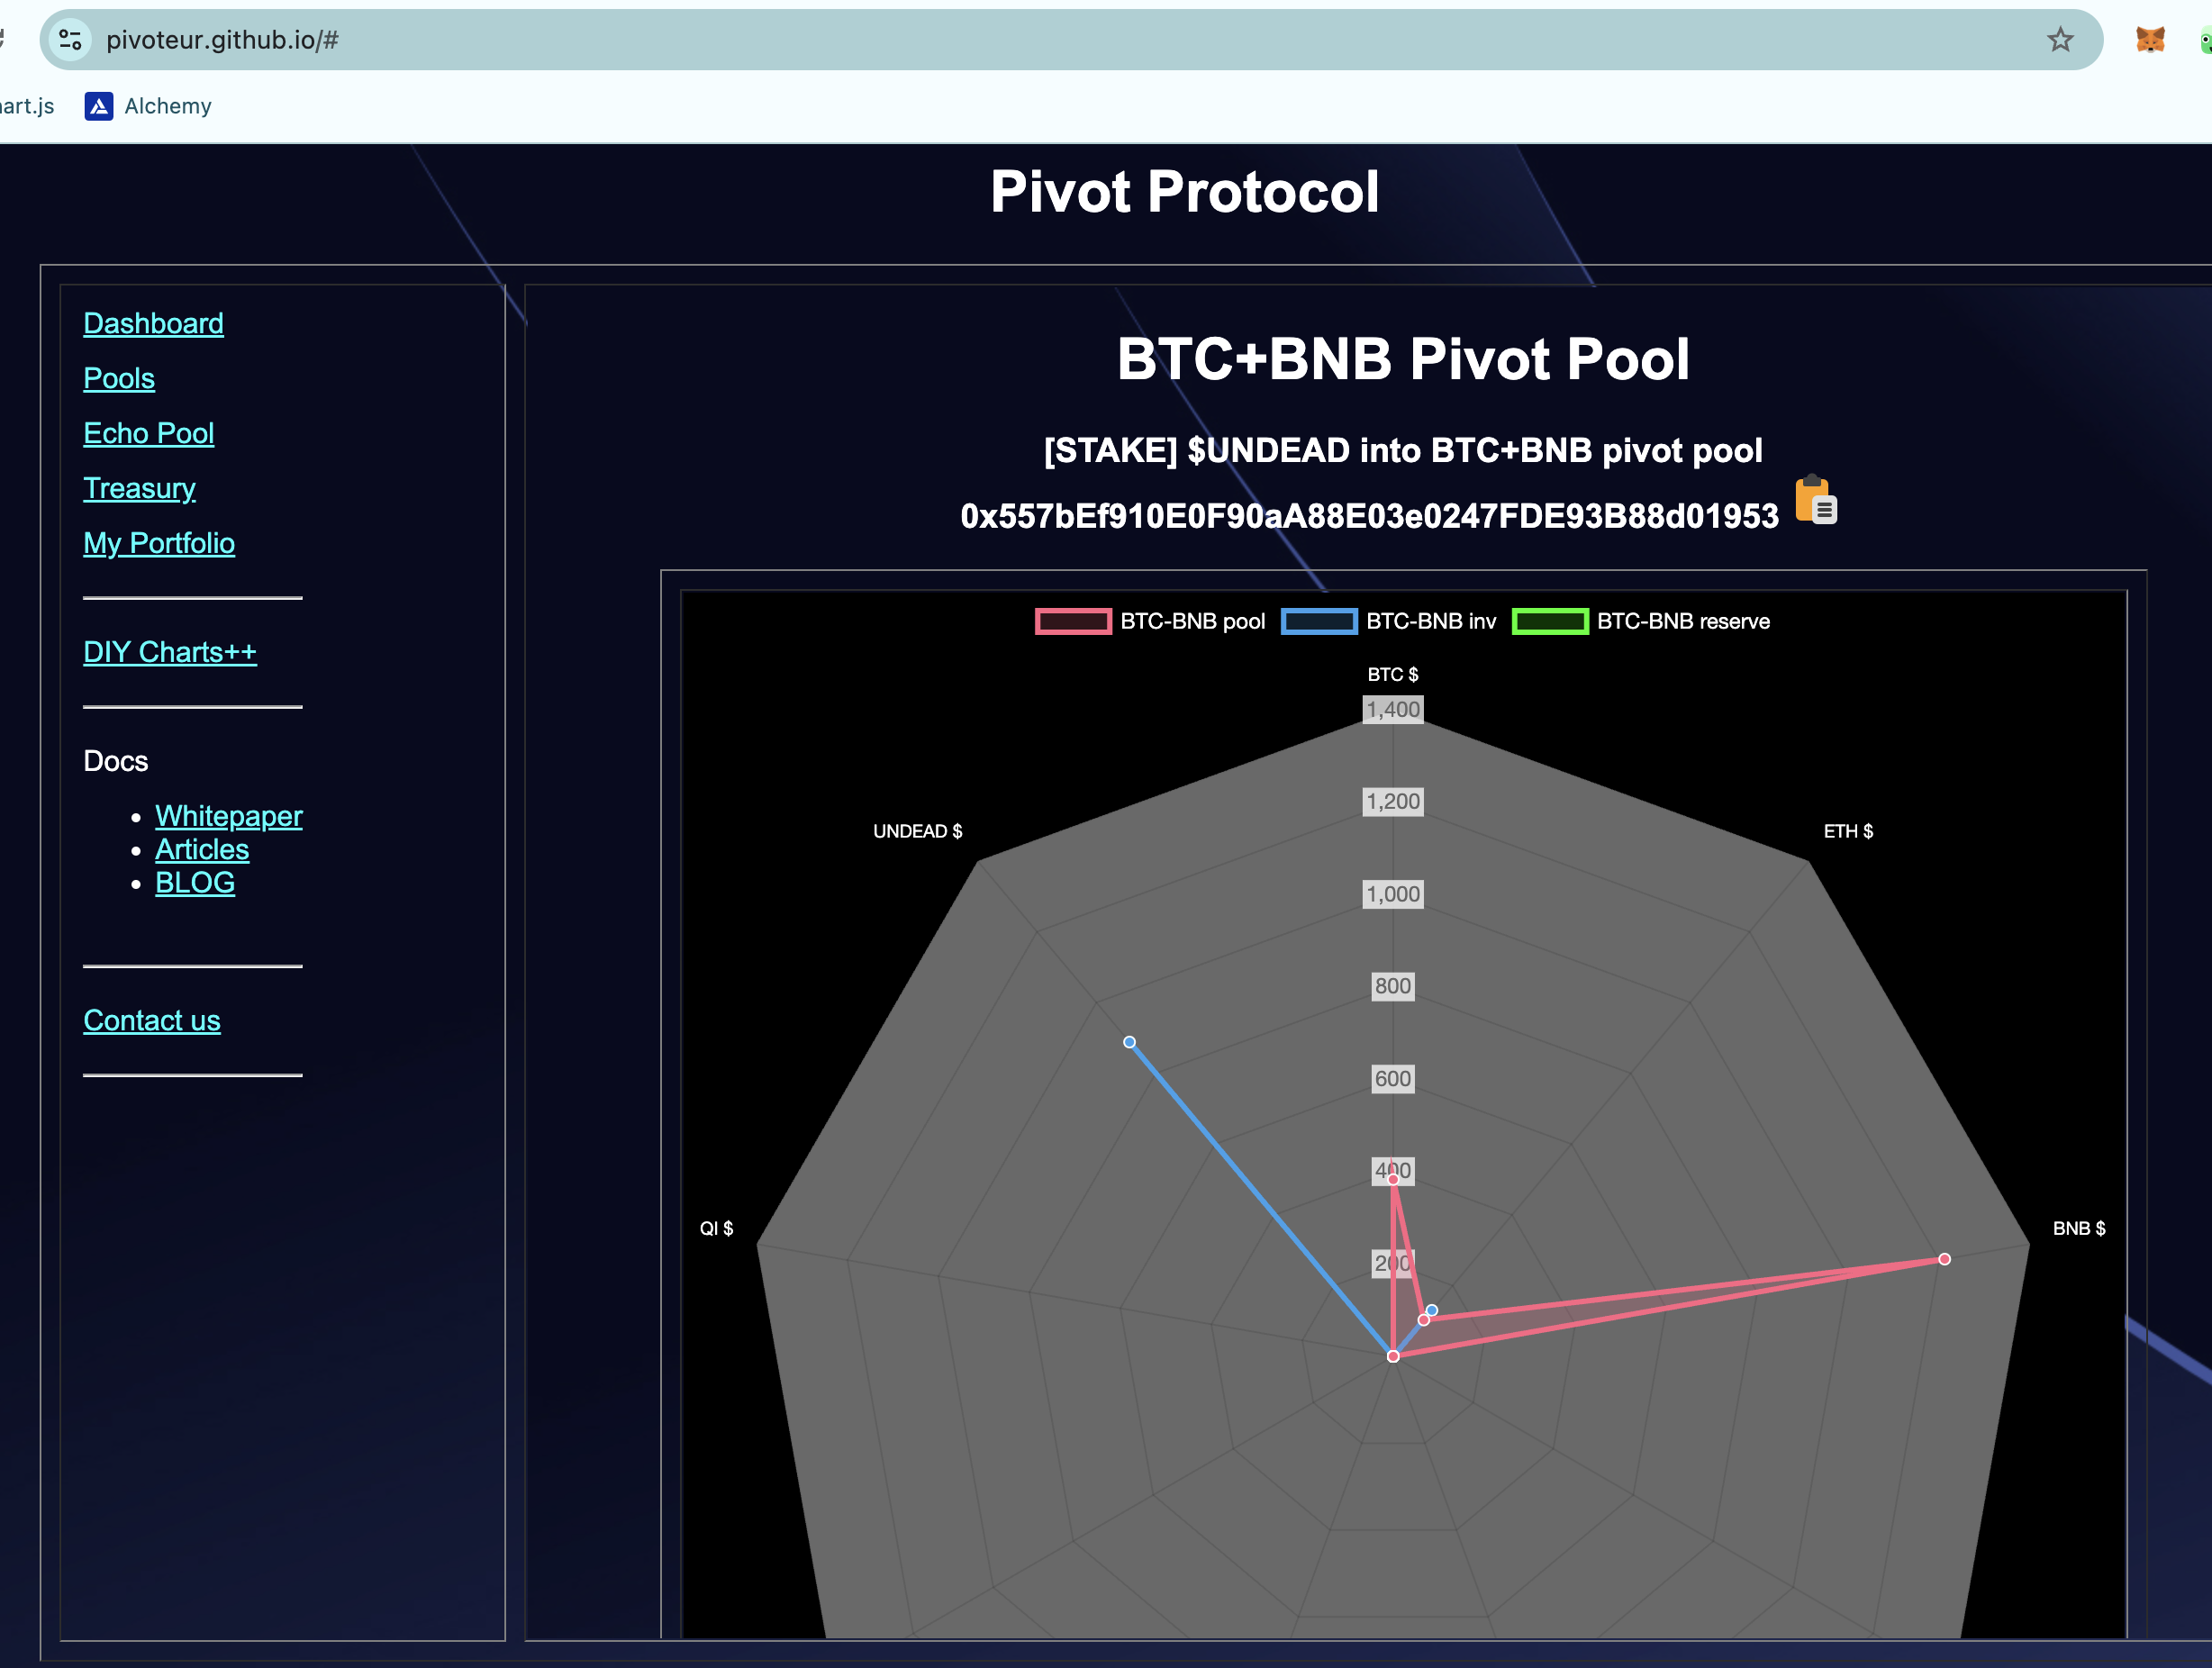 pivoteur.github.io/#
art.js Alchemy
Pivot Protocol
Dashboard
Pools
Echo Pool
Treasury
My Portfolio
DIY Charts++
Docs
Whitepaper
Articles
BLOG
Contact us
BTC+BNB Pivot Pool
[STAKE] $UNDEAD into BTC+BNB pivot pool
0x557bEf910E0F90aA88E03e0247FDE93B88d01953
BTC-BNB pool BTC-BNB inv BTC-BNB reserve
BTC $
1,400
1,200
UNDEAD $ ETH $
1,000
800
600
400
QI $ BNB $
200